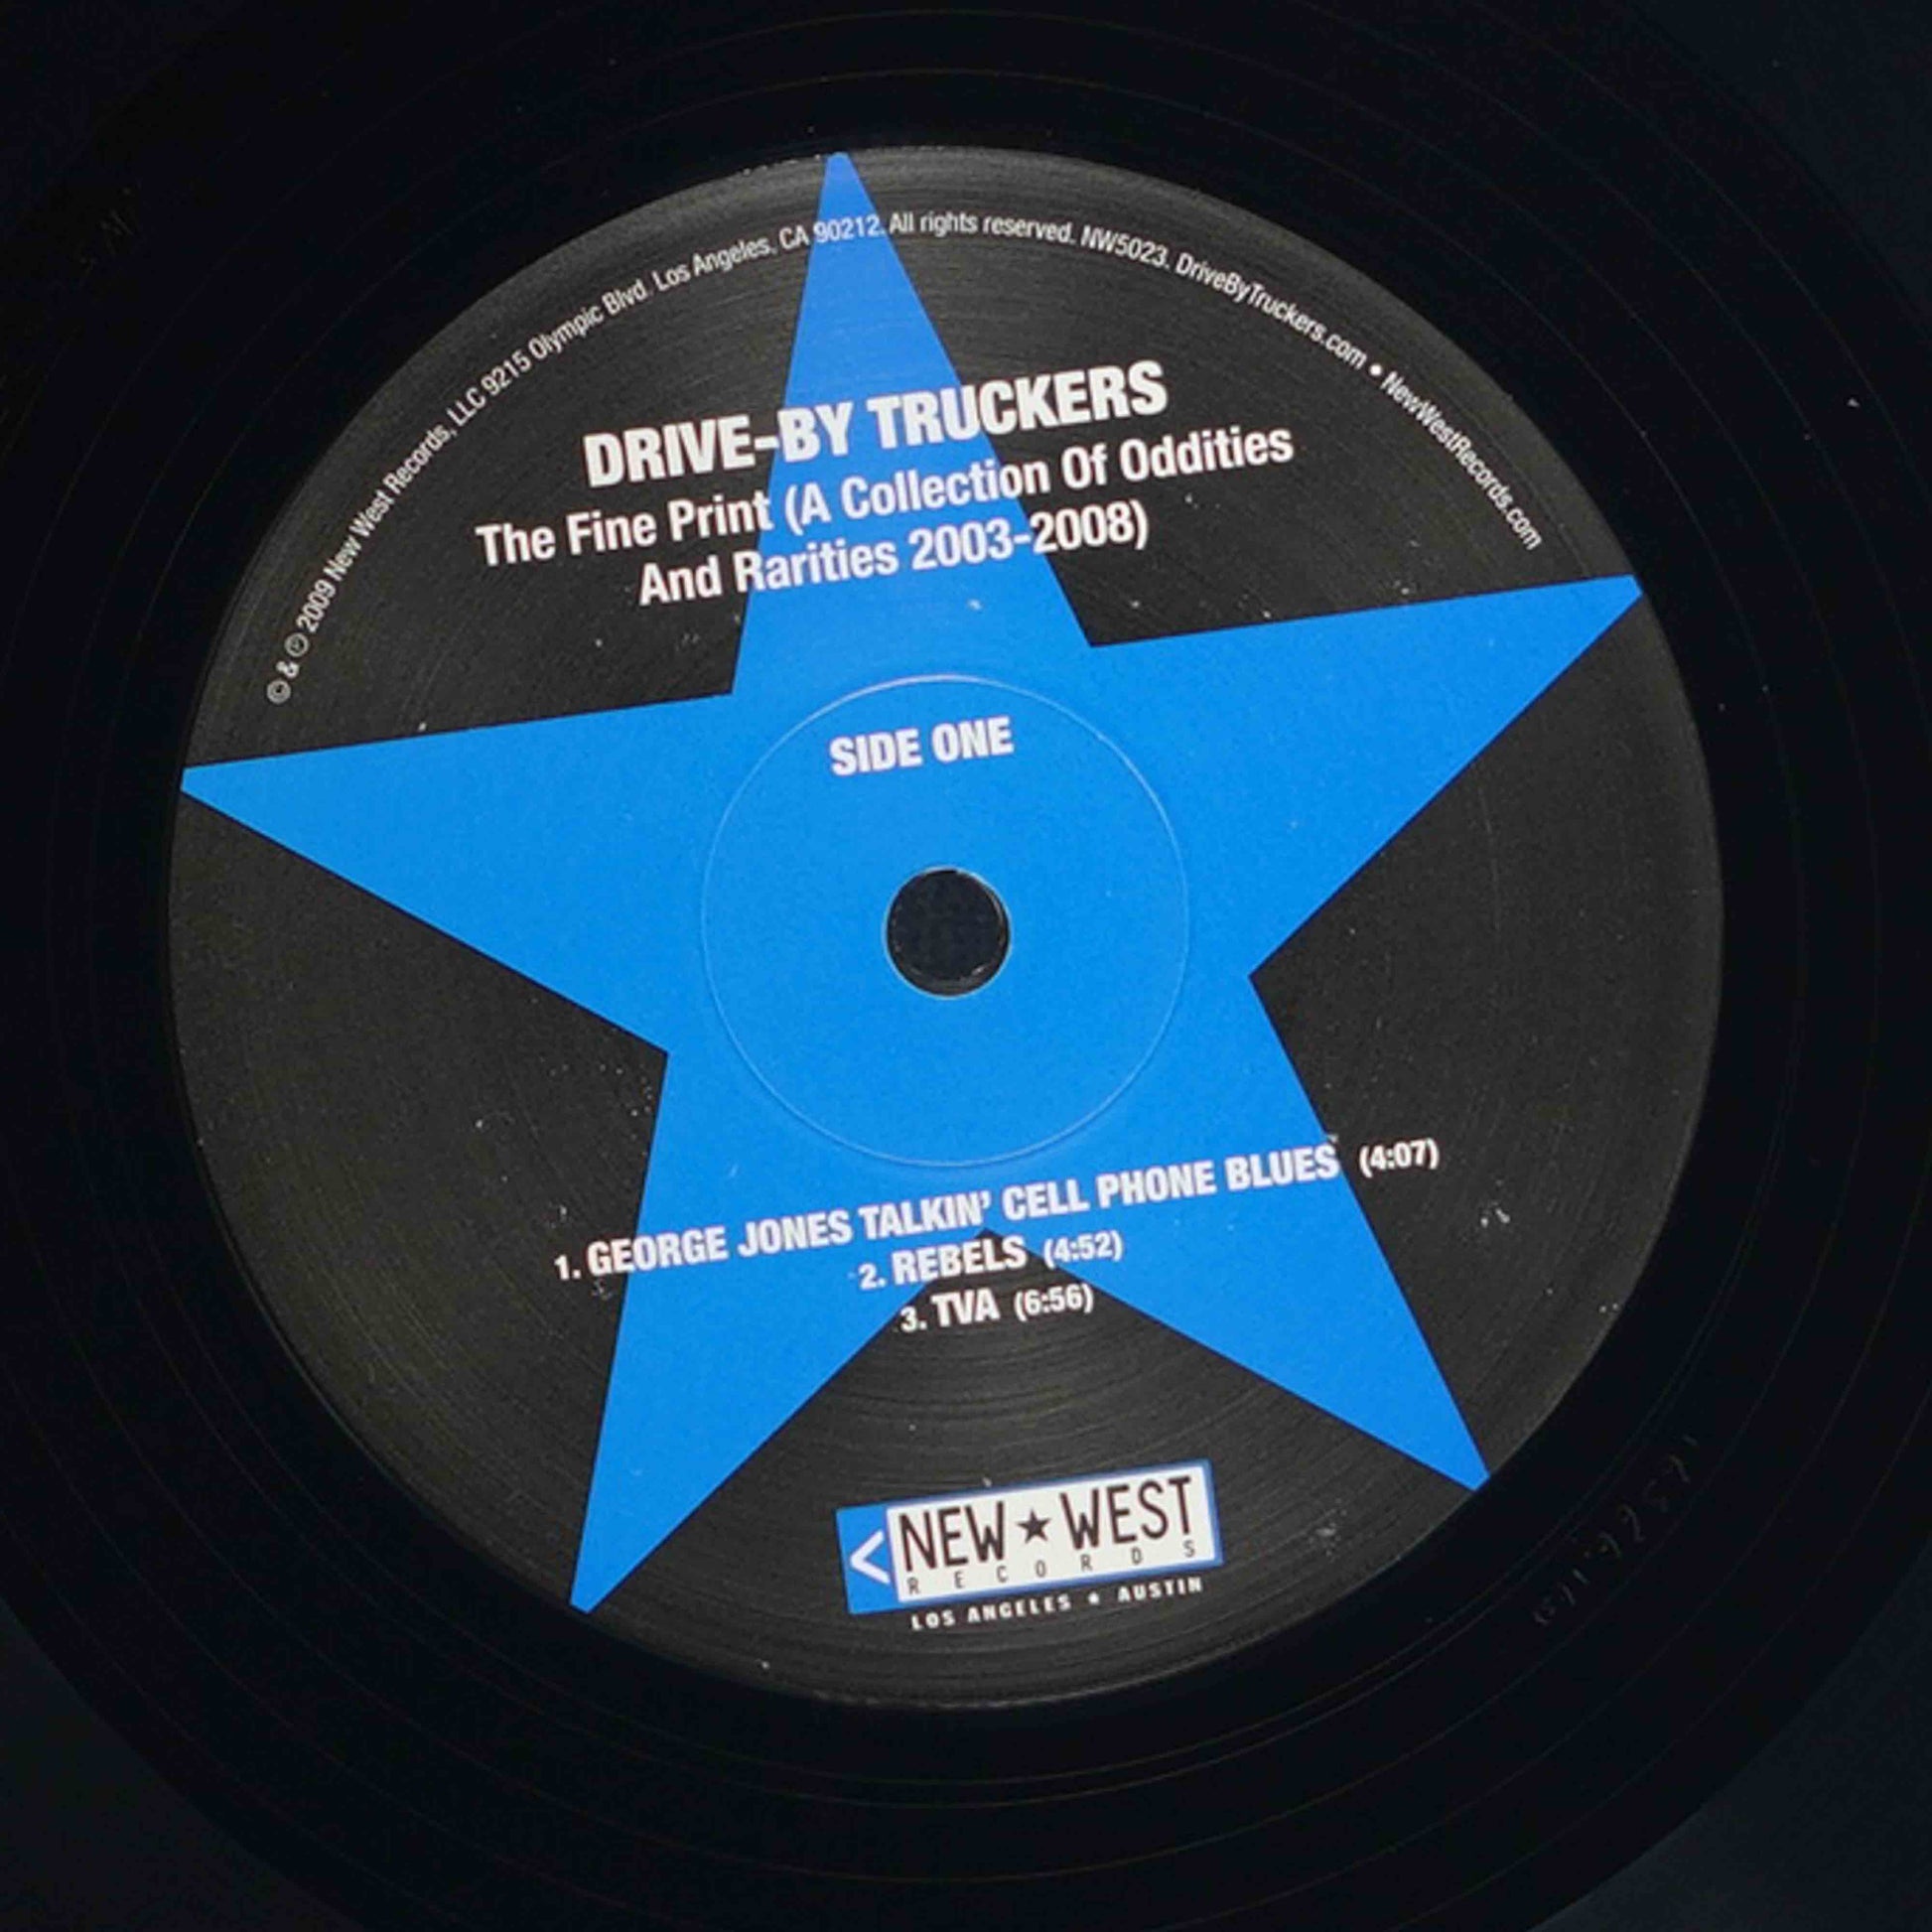 © & ℗ 2009 New West Records, LLC 9215 Olympic Blvd. Los Angeles, CA 90212. All rights reserved. NW5023. DriveByTruckers.com • NewWestRecords.com
DRIVE-BY TRUCKERS
The Fine Print (A Collection Of Oddities
And Rarities 2003-2008)
SIDE ONE
1. GEORGE JONES TALKIN' CELL PHONE BLUES (4:07)
2. REBELS (4:52)
3. TVA (6:56)
< NEW★WEST
RECORDS
LOS ANGELES ★ AUSTIN